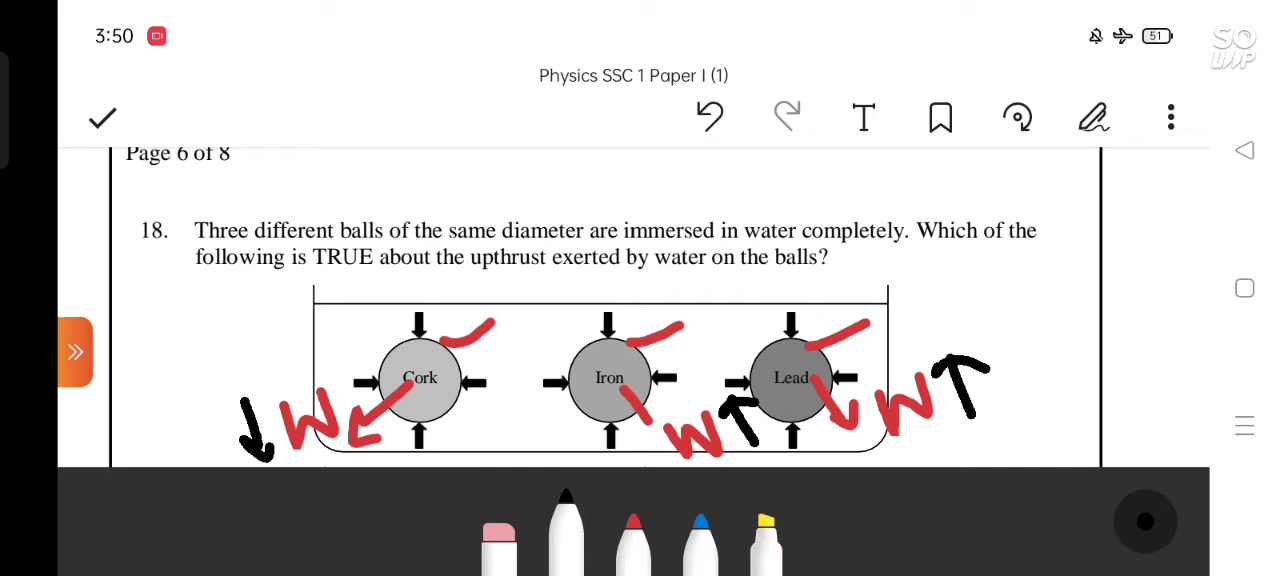 3:50
51
SO
LMP
Physics SSC 1 Paper I (1)
T
Page 6 of 8
18. Three different balls of the same diameter are immersed in water completely. Which of the
following is TRUE about the upthrust exerted by water on the balls?
Cork Iron Lead
W W W